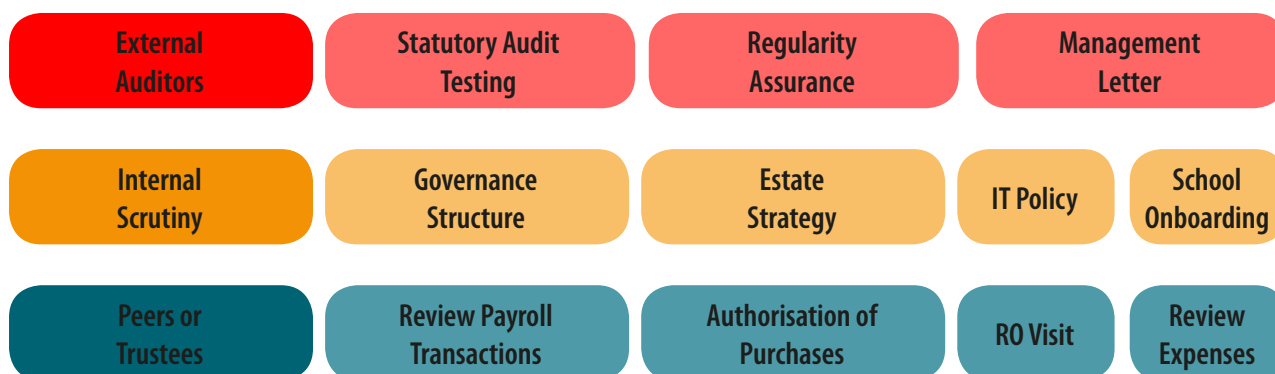 External
Auditors
Statutory Audit
Testing
Regularity
Assurance
Management
Letter
Internal
Scrutiny
Governance
Structure
Estate
Strategy
IT Policy
School
Onboarding
Peers or
Trustees
Review Payroll
Transactions
Authorisation of
Purchases
RO Visit
Review
Expenses